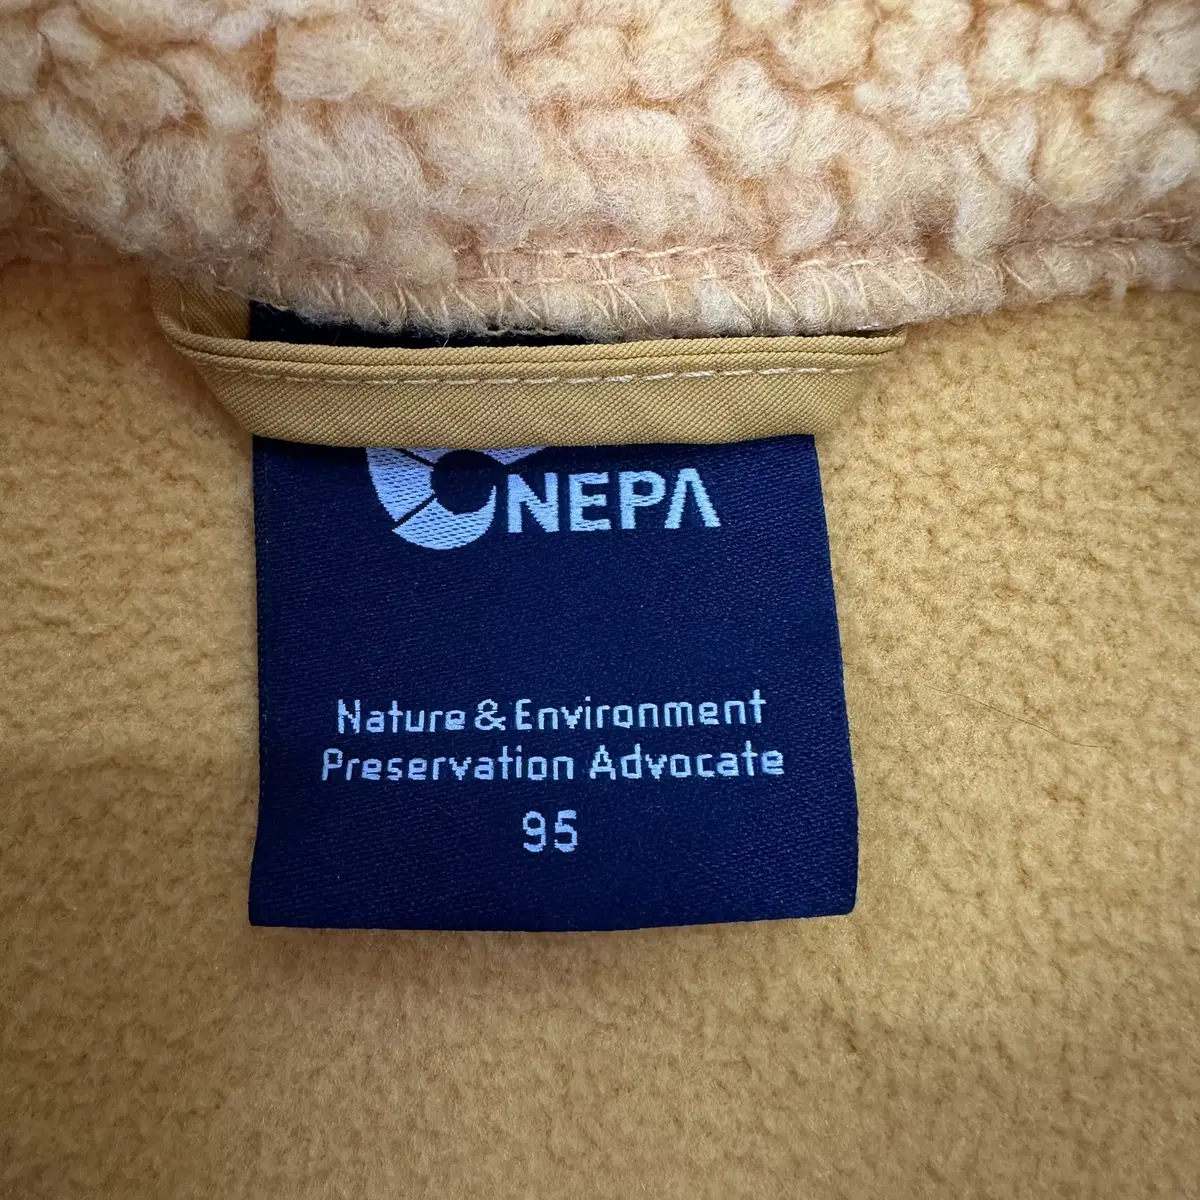 NEPA
Nature & Environment
Preservation Advocate
95